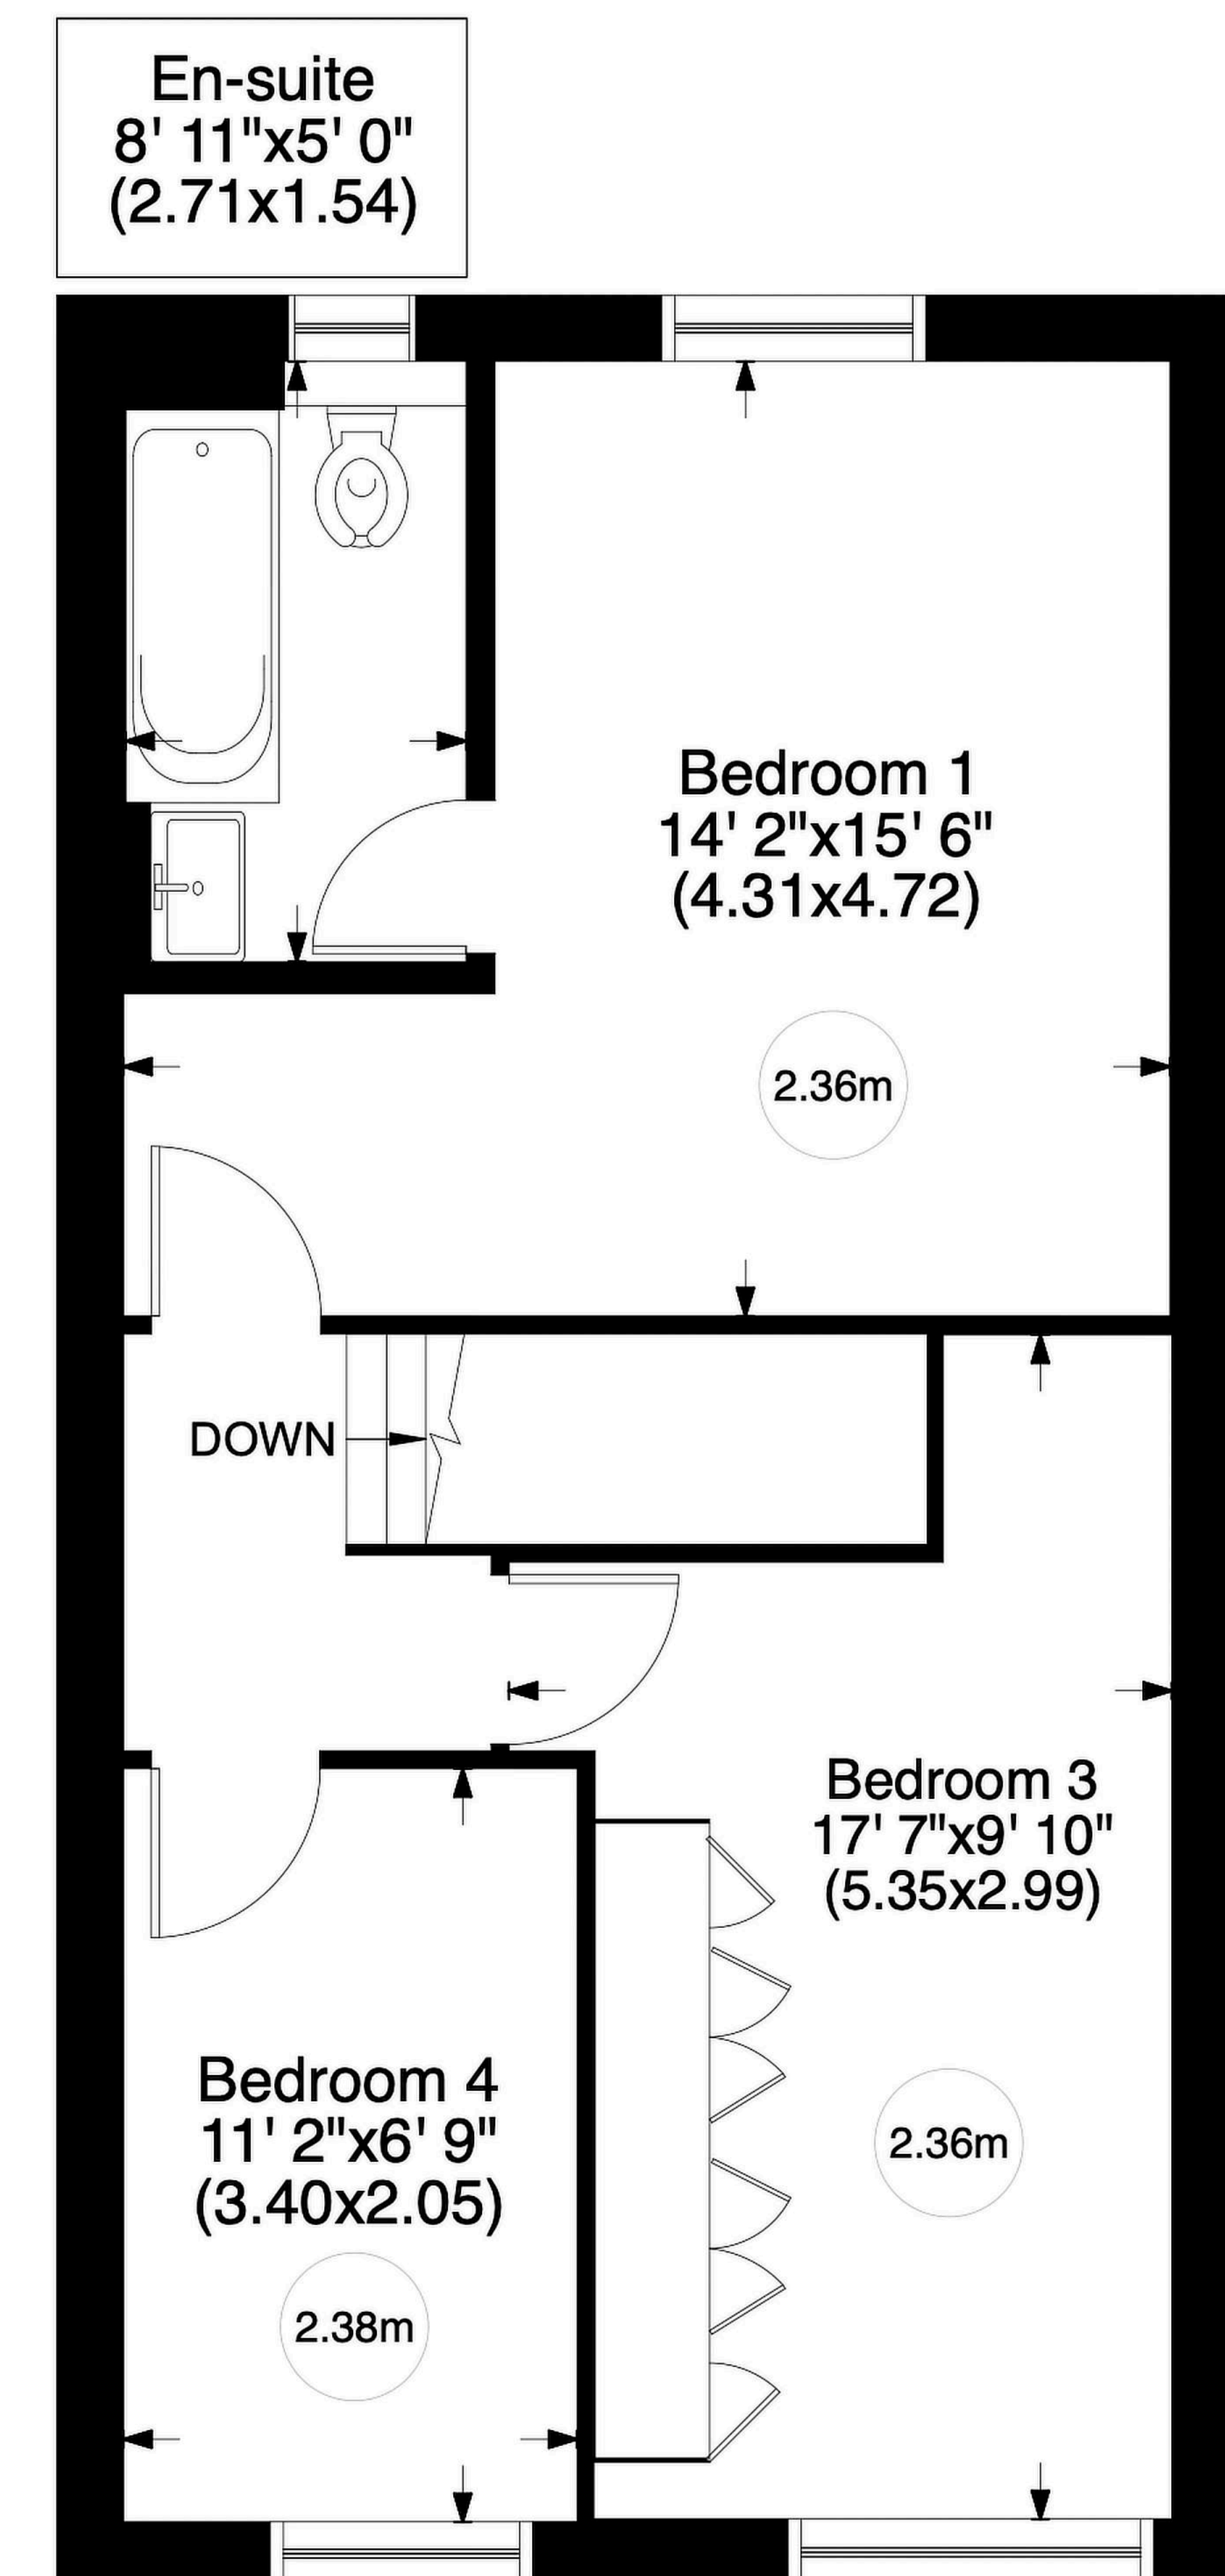 En-suite
8' 11"x5' 0"
(2.71x1.54)
Bedroom 1
14' 2"x15' 6"
(4.31x4.72)
2.36m
DOWN
Bedroom 3
17' 7"x9' 10"
(5.35x2.99)
2.36m
Bedroom 4
11' 2"x6' 9"
(3.40x2.05)
2.38m